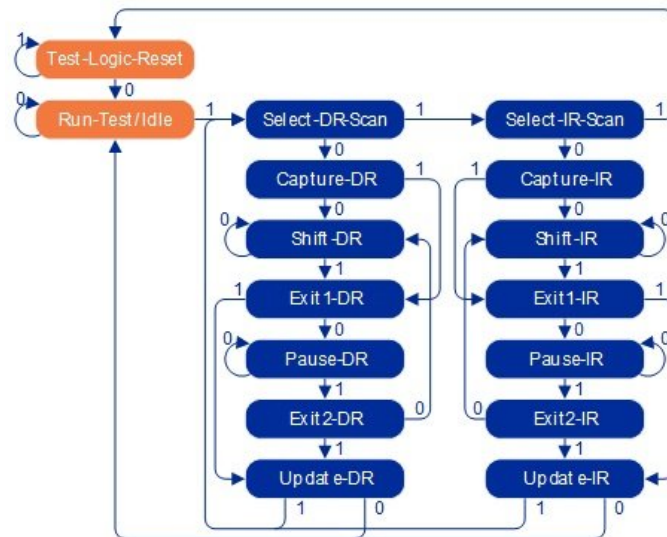 1 Test-Logic-Reset
0
0 Run-Test/Idle 1 Select-DR-Scan 1 Select-IR-Scan 1
0 0
Capture-DR 1 1 Capture-IR
0 0
0 Shift-DR Shift-IR 0
1 1
1 Exit1-DR Exit1-IR 1
0 0
0 Pause-DR Pause-IR 0
1 1
Exit2-DR 0 0 Exit2-IR
1 1
Update-DR Update-IR
1 0 1 0